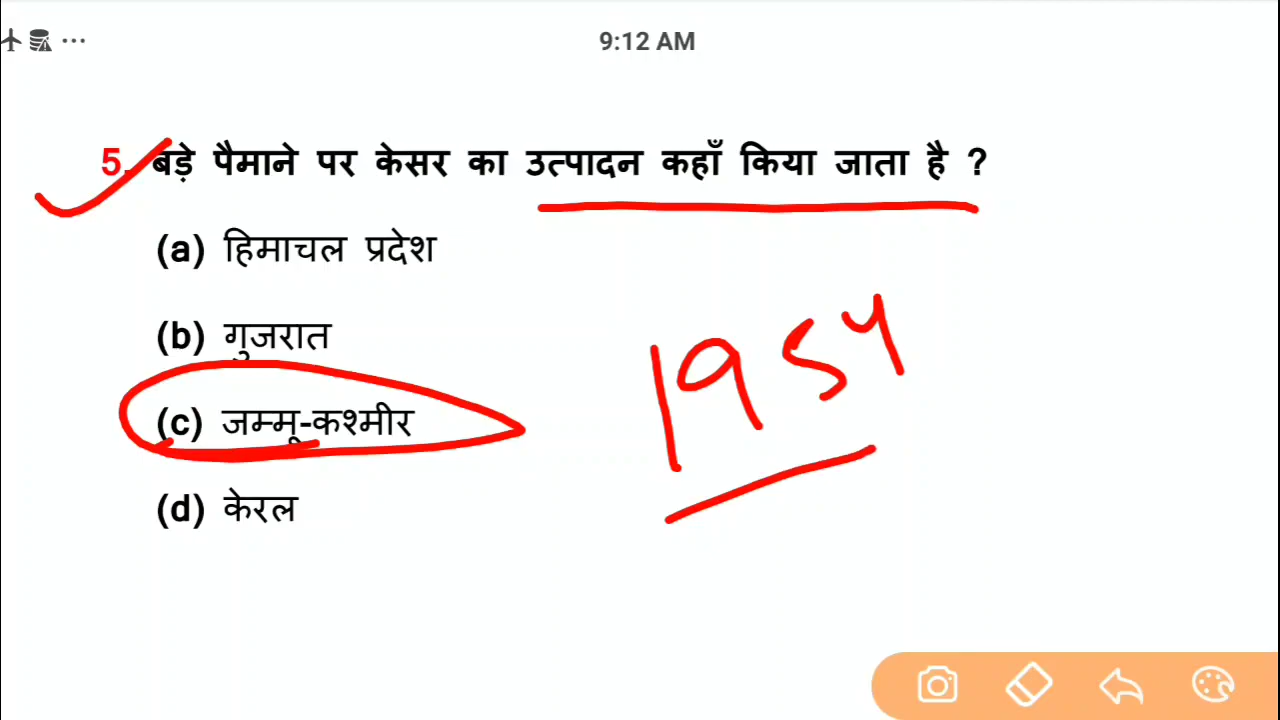 9:12 AM
5. बड़े पैमाने पर केसर का उत्पादन कहाँ किया जाता है ?
(a) हिमाचल प्रदेश
(b) गुजरात
(c) जम्मू-कश्मीर
(d) केरल
1954